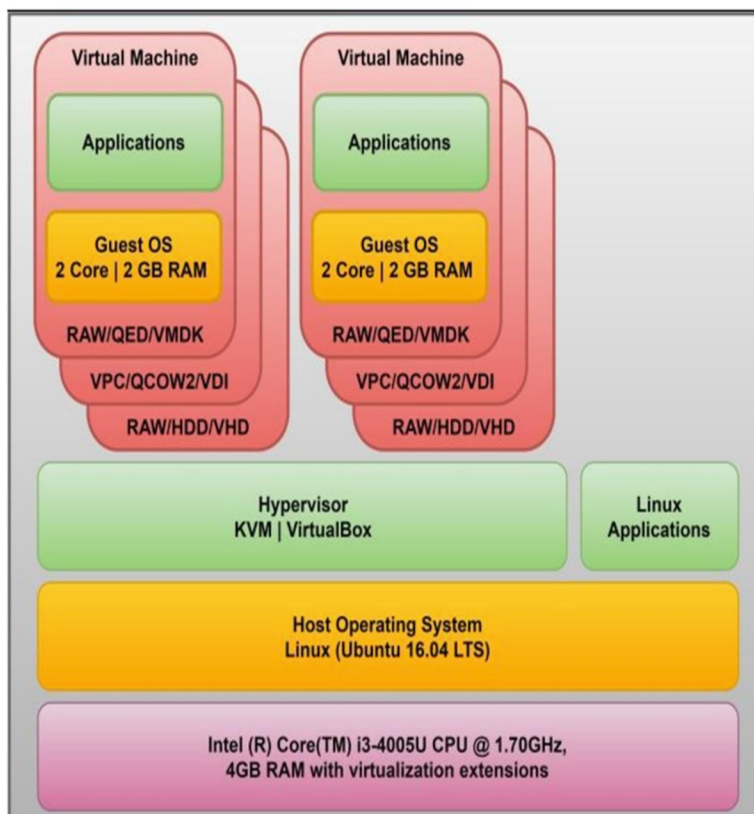 Virtual Machine
Applications
Guest OS
2 Core | 2 GB RAM
RAW/QED/VMDK
VPC/QCOW2/VDI
RAW/HDD/VHD
Virtual Machine
Applications
Guest OS
2 Core | 2 GB RAM
RAW/QED/VMDK
VPC/QCOW2/VDI
RAW/HDD/VHD
Hypervisor
KVM | VirtualBox
Linux
Applications
Host Operating System
Linux (Ubuntu 16.04 LTS)
Intel (R) Core(TM) i3-4005U CPU @ 1.70GHz,
4GB RAM with virtualization extensions